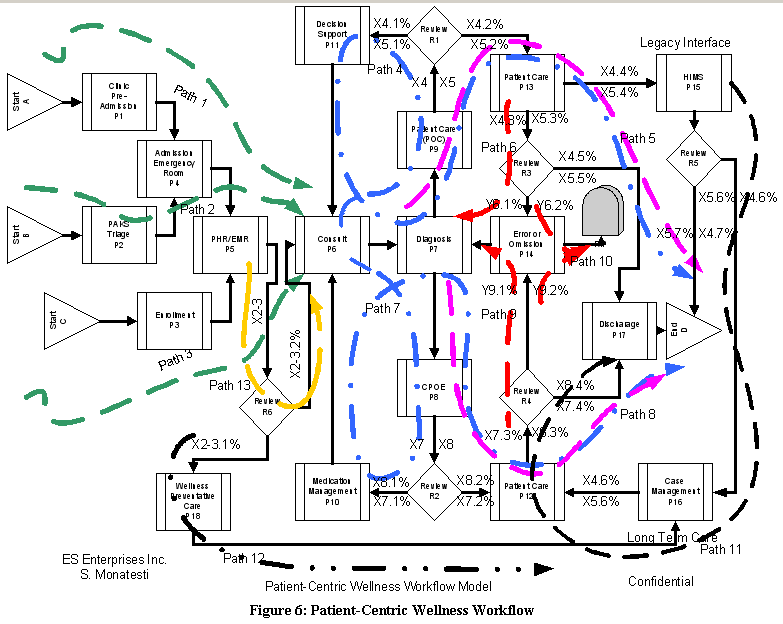 Decision
Support
P11
X4.1%
X5.1%
Review
R1
X4.2%
X5.2%
Legacy Interface
Path 4
Patient Care
P13
X4.4%
X5.4%
HIMS
P15
Start
A
Clinic
Pre-
Admission
P1
Path 1
X4
X5
X4.3%
X5.3%
Patient Care
(POC)
P9
Path 5
Path 6
Review
R3
X4.5%
X5.5%
Review
R5
Admission
Emergency
Room
P4
Path 2
Y6.1%
Y6.2%
X5.6%
X4.6%
Start
B
PAKS
Triage
P2
PHR/EMR
P5
Consult
P6
Diagnosis
P7
Error or
Omission
P14
X5.7%
X4.7%
Path 10
Y9.1%
Y9.2%
Start
C
Enrollment
P3
X2-3
Path 7
Path 9
Discharage
P17
End
D
X2-3.2%
Path 3
Path 13
Review
R6
CPOE
P8
Review
R4
X8.4%
X7.4%
Path 8
X2-3.1%
X7
X8
X7.3%
X8.3%
Wellness
Preventative
Care
P18
Medication
Management
P10
X8.1%
X7.1%
Review
R2
X8.2%
X7.2%
Patient Care
P12
X4.6%
X5.6%
Case
Management
P16
Long Term Care
Path 11
ES Enterprises Inc.
S. Monatesti
Path 12
Patient-Centric Wellness Workflow Model
Confidential
Figure 6: Patient-Centric Wellness Workflow